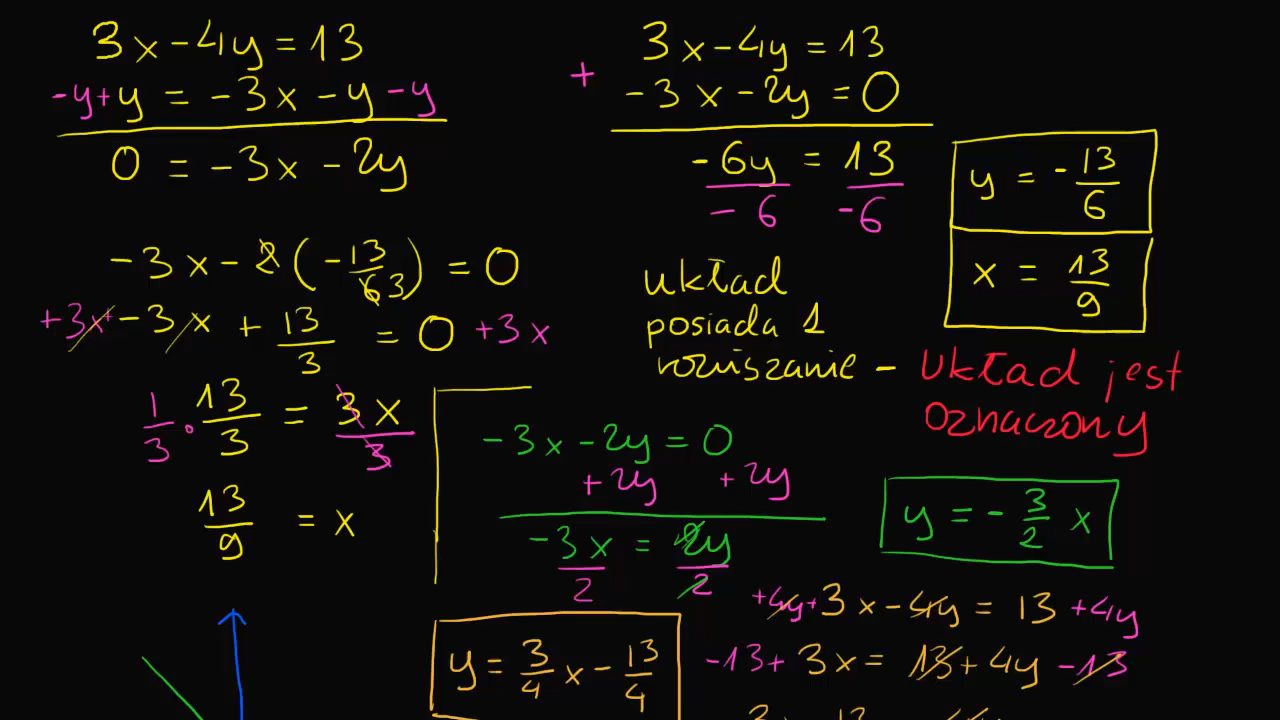 3x-4y=13
-y+y = -3x -y -y
0 = -3x - 2y
3x-4y=13
+
-3x-2y=0
-6y = 13
-6 -6
y = -13/6
x = 13/9
-3x-2(-13/63)=0
+3x+-3x + 13/3 = 0 +3x
1/3 · 13/3 = 3x/3
13/9 = x
układ
posiada 1
rozwiszanie - układ jest
oznaczony
-3x-2y=0
+2y +2y
-3x/2 = 2y/2
y = -3/2 x
y = 3/4 x - 13/4
+4y+3x-4y = 13 +4y
-13+ 3x = 13+4y -13